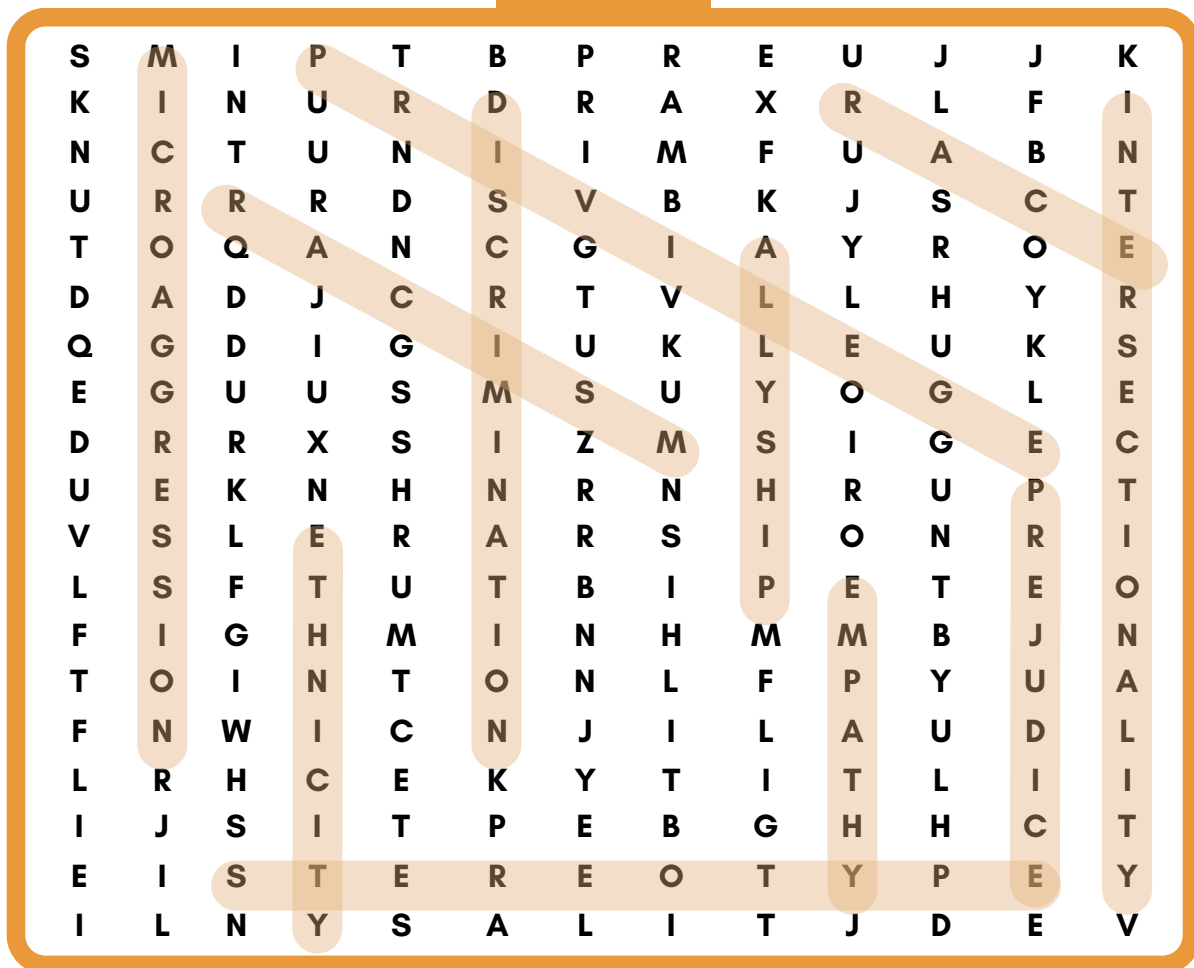 S M I P T B P R E U J J K
K I N U R D R A X R L F I
N C T U N I I M F U A B N
U R R R D S V B K J S C T
T O Q A N C G I A Y R O E
D A D J C R T V L L H Y R
Q G D I G I U K L E U K S
E G U U S M S U Y O G L E
D R R X S I Z M S I G E C
U E K N H N R N H R U P T
V S L E R A R S I O N R I
L S F T U T B I P E T E O
F I G H M I N H M M B J N
T O I N T O N L F P Y U A
F N W I C N J I L A U D L
L R H C E K Y T I T L I I
I J S I T P E B G H H C T
E I S T E R E O T Y P E Y
I L N Y S A L I T J D E V